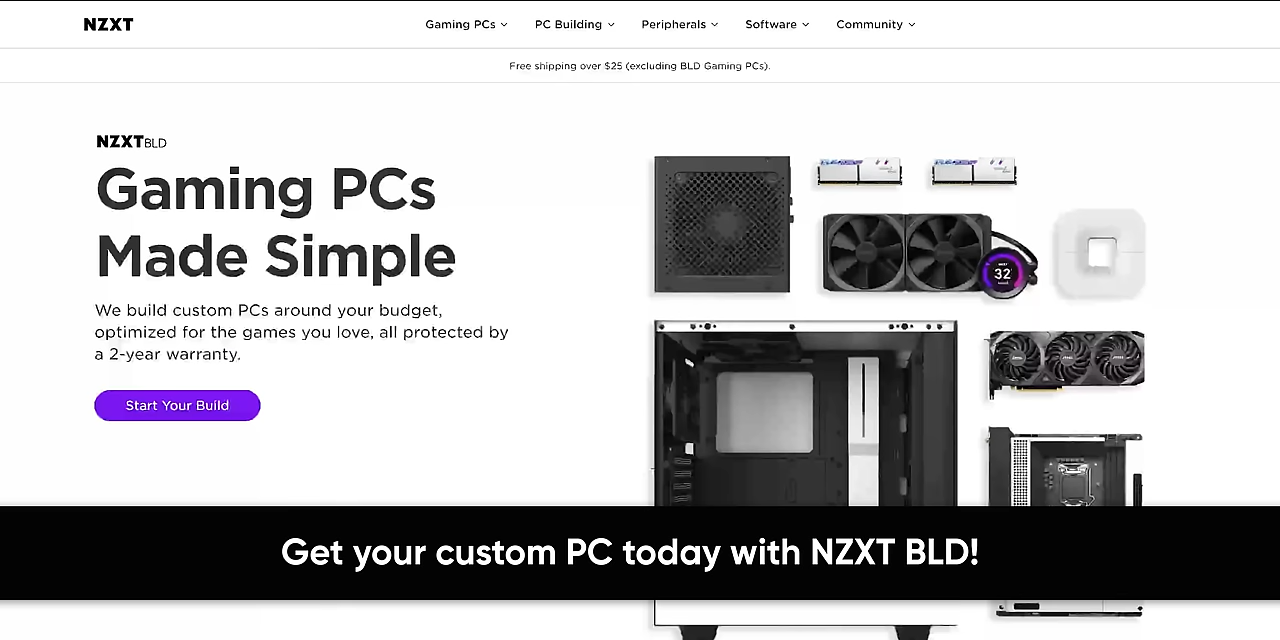 NZXT
Gaming PCs
PC Building
Peripherals
Software
Community
Free shipping over $25 (excluding BLD Gaming PCs).
NZXT BLD
Gaming PCs
Made Simple
We build custom PCs around your budget,
optimized for the games you love, all protected by
a 2-year warranty.
Start Your Build
32
Get your custom PC today with NZXT BLD!